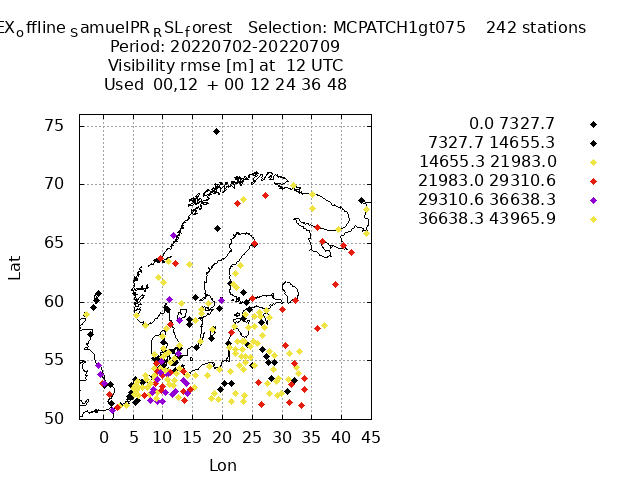 EXoffline SamuelPRRSLforest Selection: MCPATCH1gt075 242 stations
Period: 20220702-20220709
Visibility rmse [m] at 12 UTC
Used 00,12 + 00 12 24 36 48
0.0 7327.7
7327.7 14655.3
14655.3 21983.0
21983.0 29310.6
29310.6 36638.3
36638.3 43965.9
75
70
65
60
55
50
Lat
0 5 10 15 20 25 30 35 40 45
Lon